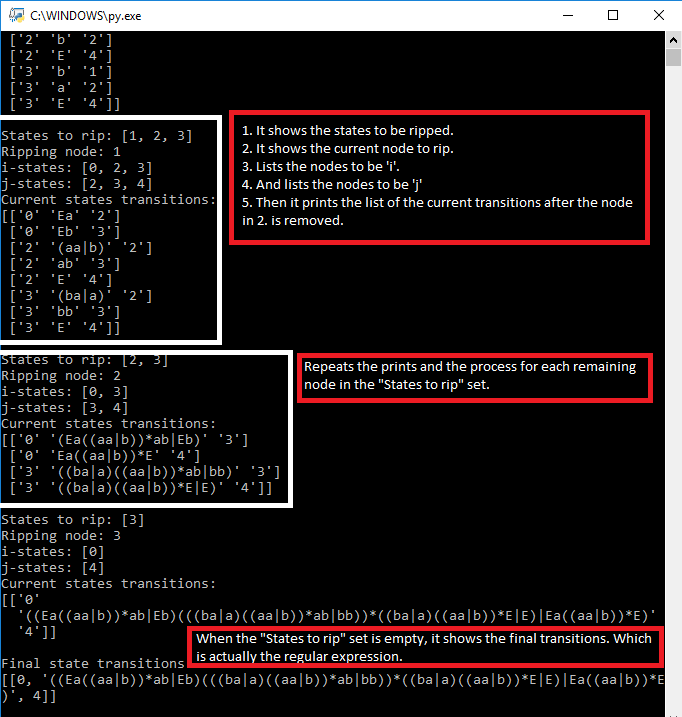 C:\WINDOWS\py.exe
['2' 'b' '2']
['2' 'E' '4']
['3' 'b' '1']
['3' 'a' '2']
['3' 'E' '4']]
States to rip: [1, 2, 3]
Ripping node: 1
i-states: [0, 2, 3]
j-states: [2, 3, 4]
Current states transitions:
[['0' 'Ea' '2']
['0' 'Eb' '3']
['2' '(aa|b)' '2']
['2' 'ab' '3']
['2' 'E' '4']
['3' '(ba|a)' '2']
['3' 'bb' '3']
['3' 'E' '4']]
1. It shows the states to be ripped.
2. It shows the current node to rip.
3. Lists the nodes to be 'i'.
4. And lists the nodes to be 'j'
5. Then it prints the list of the current transitions after the node
in 2. is removed.
States to rip: [2, 3]
Ripping node: 2
i-states: [0, 3]
j-states: [3, 4]
Current states transitions:
[['0' '(Ea((aa|b))*ab|Eb)' '3']
['0' 'Ea((aa|b))*E' '4']
['3' '((ba|a)((aa|b))*ab|bb)' '3']
['3' '((ba|a)((aa|b))*E|E)' '4']]
Repeats the prints and the process for each remaining
node in the "States to rip" set.
States to rip: [3]
Ripping node: 3
i-states: [0]
j-states: [4]
Current states transitions:
[['0'
'((Ea((aa|b))*ab|Eb)(((ba|a)((aa|b))*ab|bb))*((ba|a)((aa|b))*E|E)|Ea((aa|b))*E)'
'4']]
When the "States to rip" set is empty, it shows the final transitions. Which
is actually the regular expression.
Final state transitions
[[0, '((Ea((aa|b))*ab|Eb)(((ba|a)((aa|b))*ab|bb))*((ba|a)((aa|b))*E|E)|Ea((aa|b))*E
)', 4]]